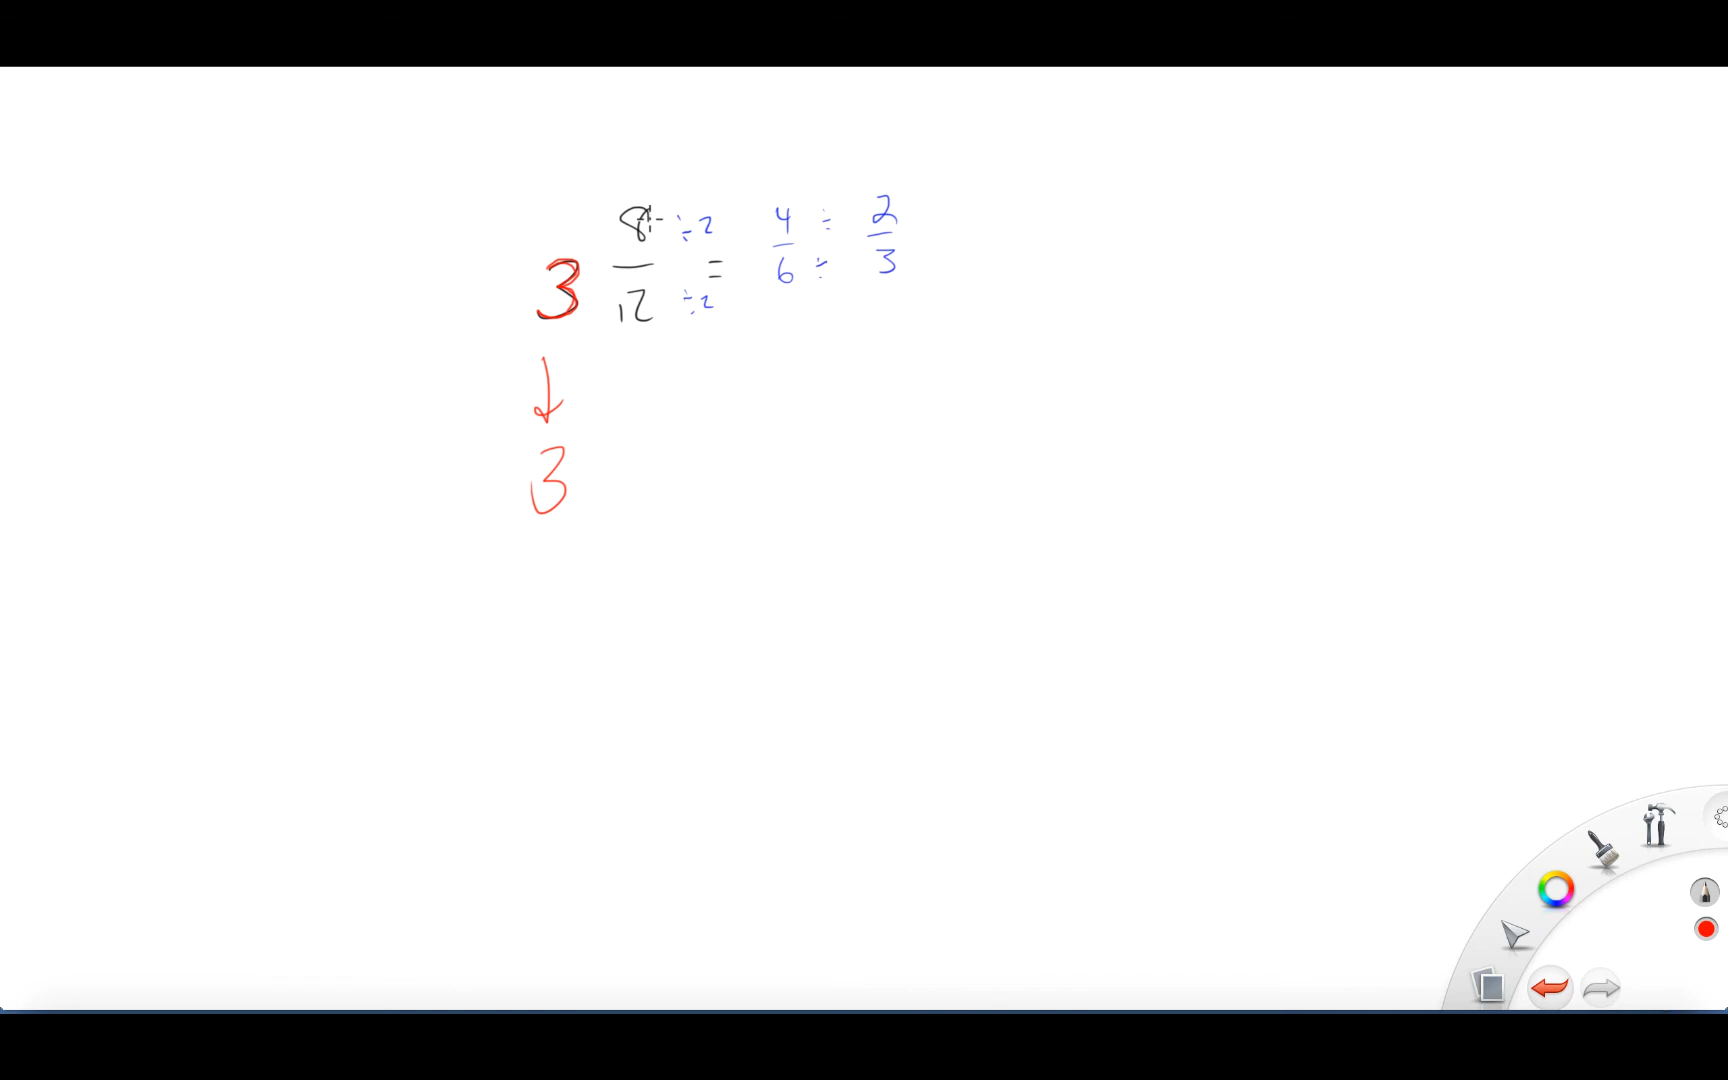 3 8/12 ÷2 ÷2 = 4/6 ÷ ÷ 2/3
↓
3